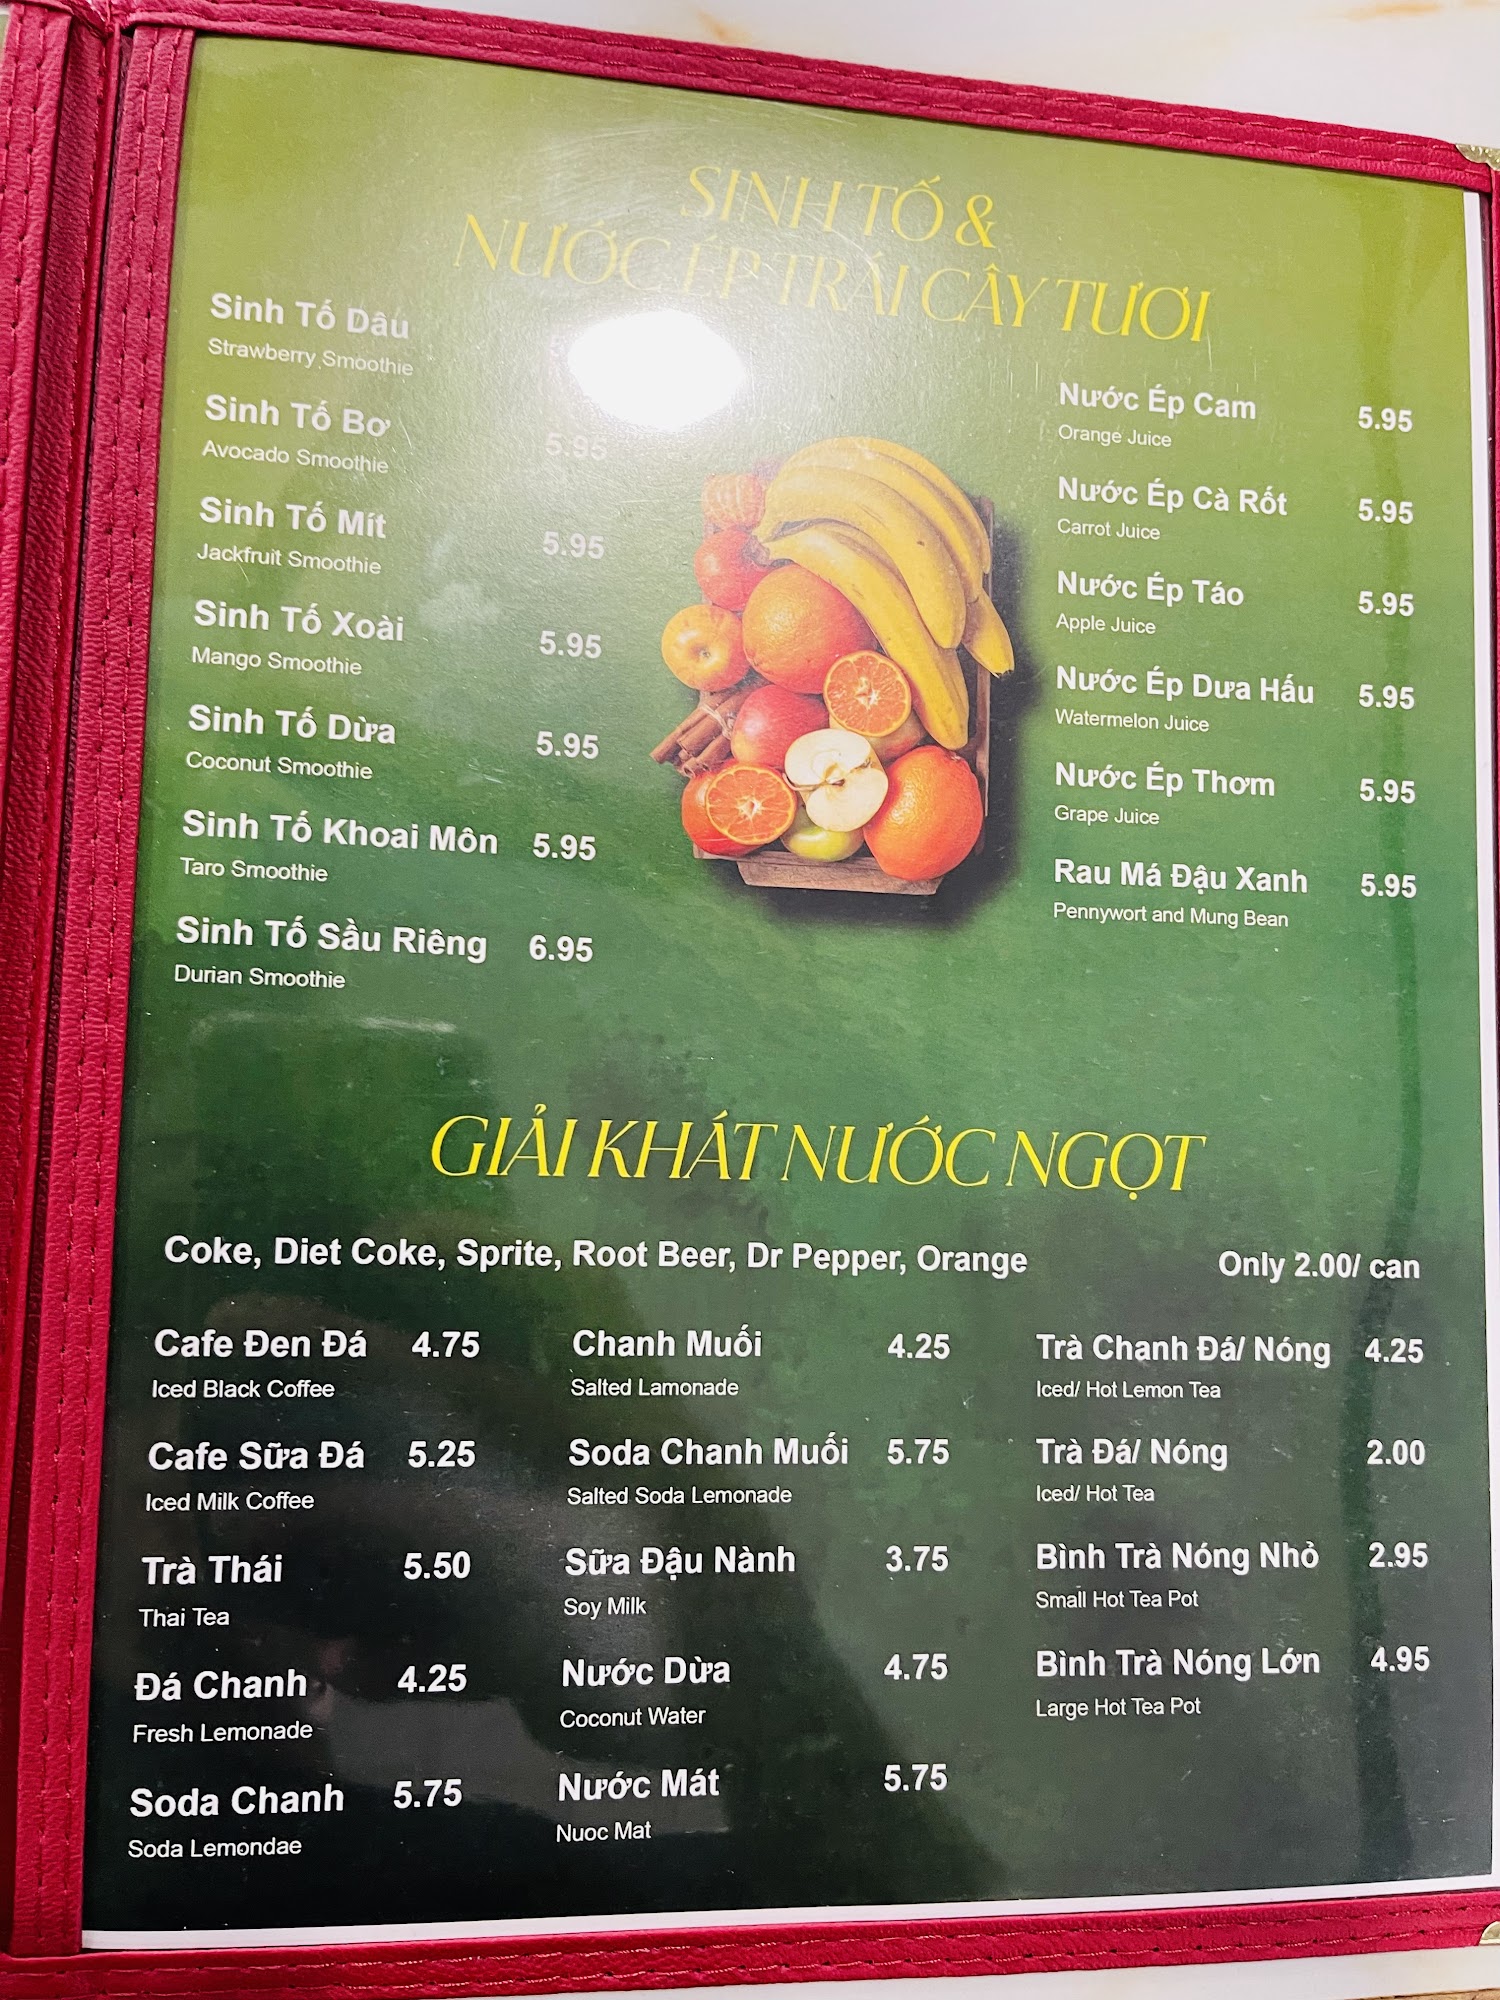 SINH TỐ &
NƯỚC ÉP TRÁI CÂY TƯƠI
Sinh Tố Dâu
Strawberry Smoothie
Sinh Tố Bơ 5.95
Avocado Smoothie
Sinh Tố Mít 5.95
Jackfruit Smoothie
Sinh Tố Xoài 5.95
Mango Smoothie
Sinh Tố Dừa 5.95
Coconut Smoothie
Sinh Tố Khoai Môn 5.95
Taro Smoothie
Sinh Tố Sầu Riêng 6.95
Durian Smoothie
Nước Ép Cam 5.95
Orange Juice
Nước Ép Cà Rốt 5.95
Carrot Juice
Nước Ép Táo 5.95
Apple Juice
Nước Ép Dưa Hấu 5.95
Watermelon Juice
Nước Ép Thơm 5.95
Grape Juice
Rau Má Đậu Xanh 5.95
Pennywort and Mung Bean
GIẢI KHÁT NƯỚC NGỌT
Coke, Diet Coke, Sprite, Root Beer, Dr Pepper, Orange Only 2.00/ can
Cafe Đen Đá 4.75
Iced Black Coffee
Cafe Sữa Đá 5.25
Iced Milk Coffee
Trà Thái 5.50
Thai Tea
Đá Chanh 4.25
Fresh Lemonade
Soda Chanh 5.75
Soda Lemondae
Chanh Muối 4.25
Salted Lamonade
Soda Chanh Muối 5.75
Salted Soda Lemonade
Sữa Đậu Nành 3.75
Soy Milk
Nước Dừa 4.75
Coconut Water
Nước Mát 5.75
Nuoc Mat
Trà Chanh Đá/ Nóng 4.25
Iced/ Hot Lemon Tea
Trà Đá/ Nóng 2.00
Iced/ Hot Tea
Bình Trà Nóng Nhỏ 2.95
Small Hot Tea Pot
Bình Trà Nóng Lớn 4.95
Large Hot Tea Pot